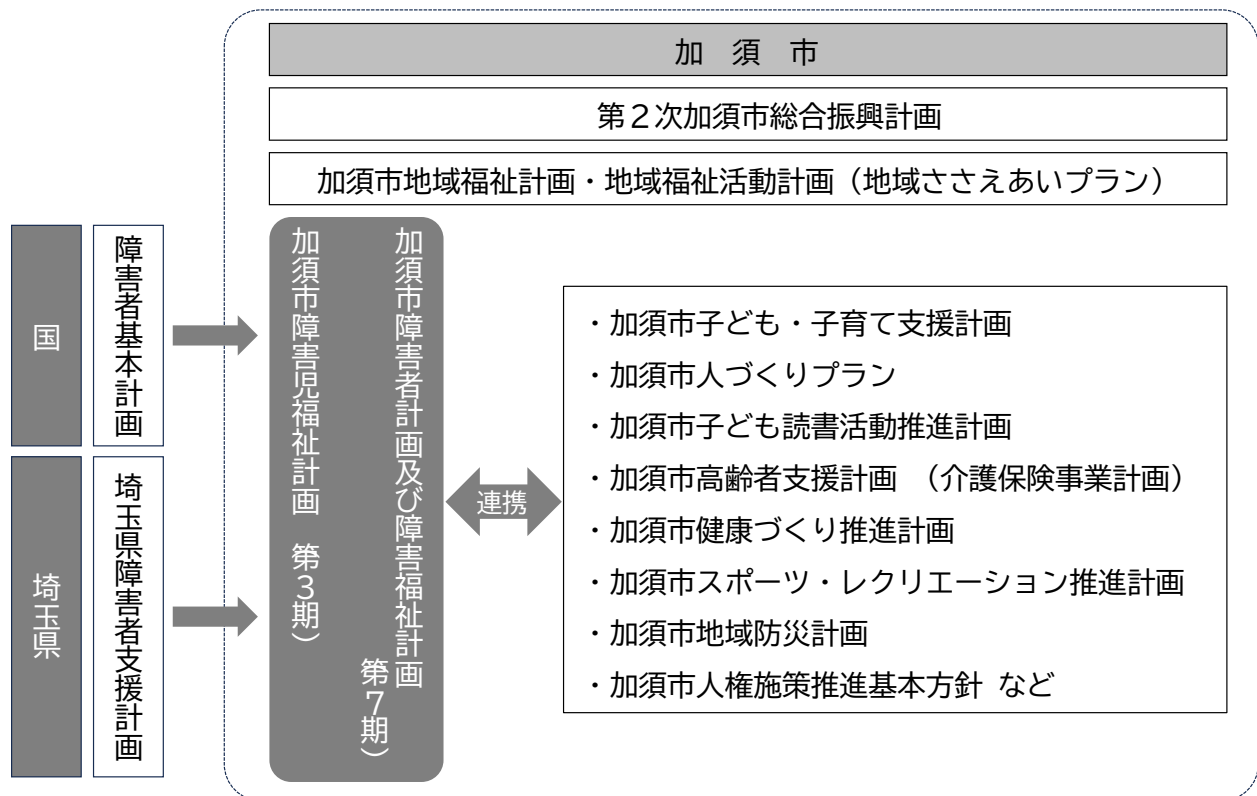 加 須 市
第２次加須市総合振興計画
加須市地域福祉計画・地域福祉活動計画（地域ささえあいプラン）
国
障害者基本計画
埼玉県
埼玉県障害者支援計画
加須市障害者計画及び障害福祉計画
第７期）
加須市障害児福祉計画 第３期）
連携
・加須市子ども・子育て支援計画
・加須市人づくりプラン
・加須市子ども読書活動推進計画
・加須市高齢者支援計画 （介護保険事業計画）
・加須市健康づくり推進計画
・加須市スポーツ・レクリエーション推進計画
・加須市地域防災計画
・加須市人権施策推進基本方針 など